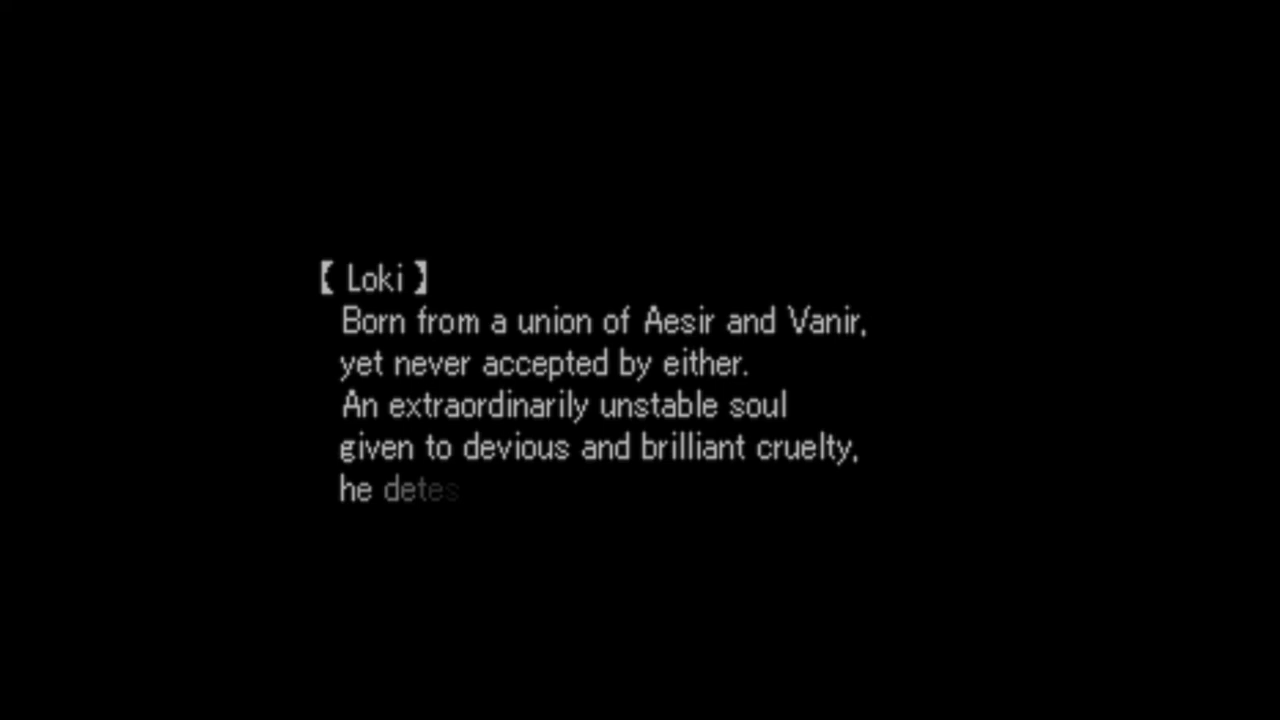 【 Loki 】
Born from a union of Aesir and Vanir,
yet never accepted by either.
An extraordinarily unstable soul
given to devious and brilliant cruelty,
he detes